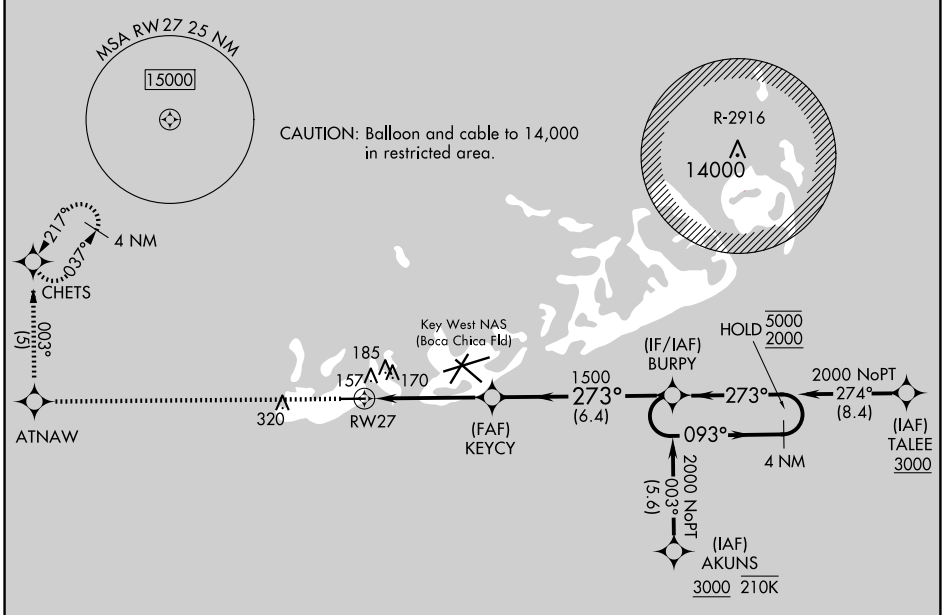 MSA RW27 25 NM
15000
CAUTION: Balloon and cable to 14,000
in restricted area.
R-2916
14000
217°
037°
4 NM
CHETS
003°
(5)
ATNAW
320
157
185
170
RW27
Key West NAS
(Boca Chica Fld)
(FAF)
KEYCY
1500
273°
(6.4)
(IF/IAF)
BURPY
HOLD 5000
2000
273°
093°
4 NM
2000 NoPT
274°
(8.4)
(IAF)
TALEE
3000
2000 NoPT
003°
(5.6)
(IAF)
AKUNS
3000 210K